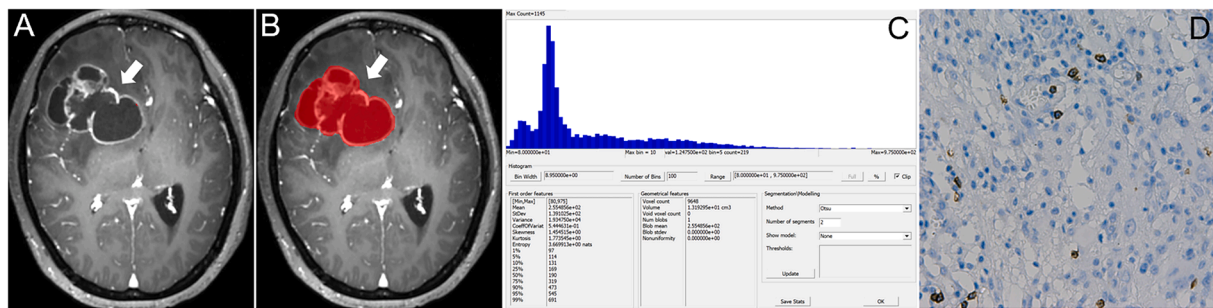 A
B
C
D
Max Count=1145
Min=8.000000e+01 Max bin = 10 val=1.247500e+02 bin=5 count=219 Max=9.750000e+02
Histogram
Bin Width 8.950000e+00 Number of Bins 100 Range [8.000000e+01 , 9.750000e+02] Full % Clip
First order features
[Min,Max] [80,975]
Mean 2.554856e+02
StDev 1.391025e+02
Variance 1.934750e+04
CoeffOfVariat 5.444631e-01
Skewness 1.454515e+00
Kurtosis 1.773545e+00
Entropy 3.669913e+00 nats
1% 97
5% 114
10% 131
25% 169
50% 190
75% 319
90% 473
95% 545
99% 691
Geometrical features
Voxel count 9648
Volume 1.319295e+01 cm3
Void voxel count 0
Num blobs 1
Blob mean 2.554856e+02
Blob stdev 0.000000e+00
Nonuniformity 0.000000e+00
Segmentation\Modelling
Method Otsu
Number of segments 2
Show model: None
Thresholds:
Update
Save Stats OK